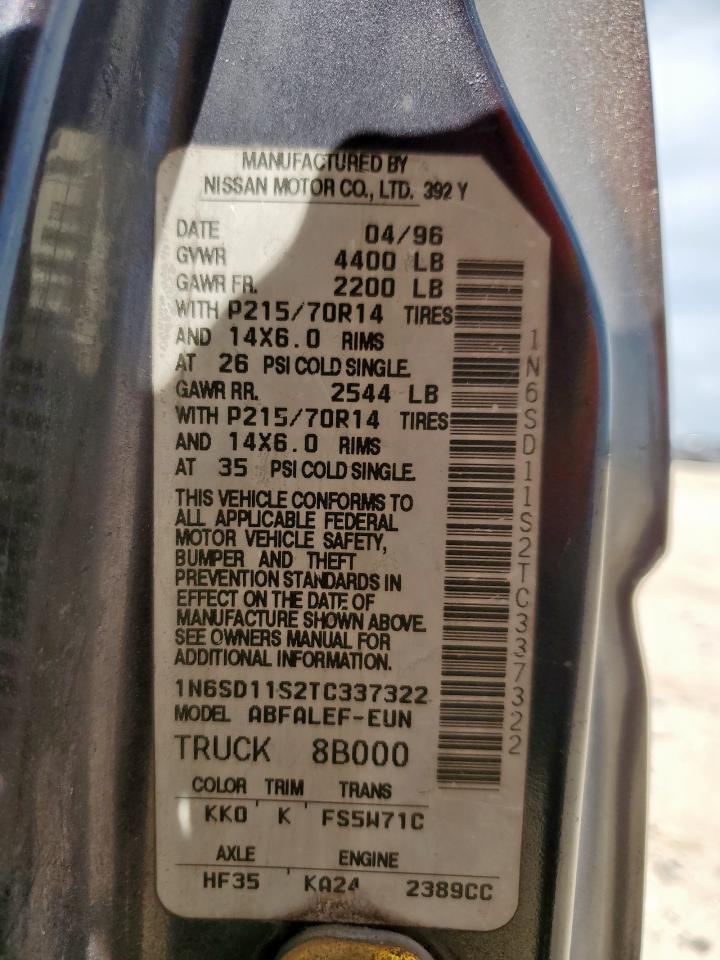 MANUFACTURED BY
NISSAN MOTOR CO., LTD. 392 Y
DATE 04/96
GVWR 4400 LB
GAWR FR. 2200 LB
WITH P215/70R14 TIRES
AND 14X6.0 RIMS
AT 26 PSI COLD SINGLE.
GAWR RR. 2544 LB
WITH P215/70R14 TIRES
AND 14X6.0 RIMS
AT 35 PSI COLD SINGLE.
THIS VEHICLE CONFORMS TO
ALL APPLICABLE FEDERAL
MOTOR VEHICLE SAFETY,
BUMPER AND THEFT
PREVENTION STANDARDS IN
EFFECT ON THE DATE OF
MANUFACTURE SHOWN ABOVE.
SEE OWNERS MANUAL FOR
ADDITIONAL INFORMATION.
1N6SD11S2TC337322
MODEL ABFALEF-EUN
TRUCK 8B000
COLOR TRIM TRANS
KK0 K FS5W71C
AXLE ENGINE
HF35 KA24 2389CC
1N6SD11S2TC337322